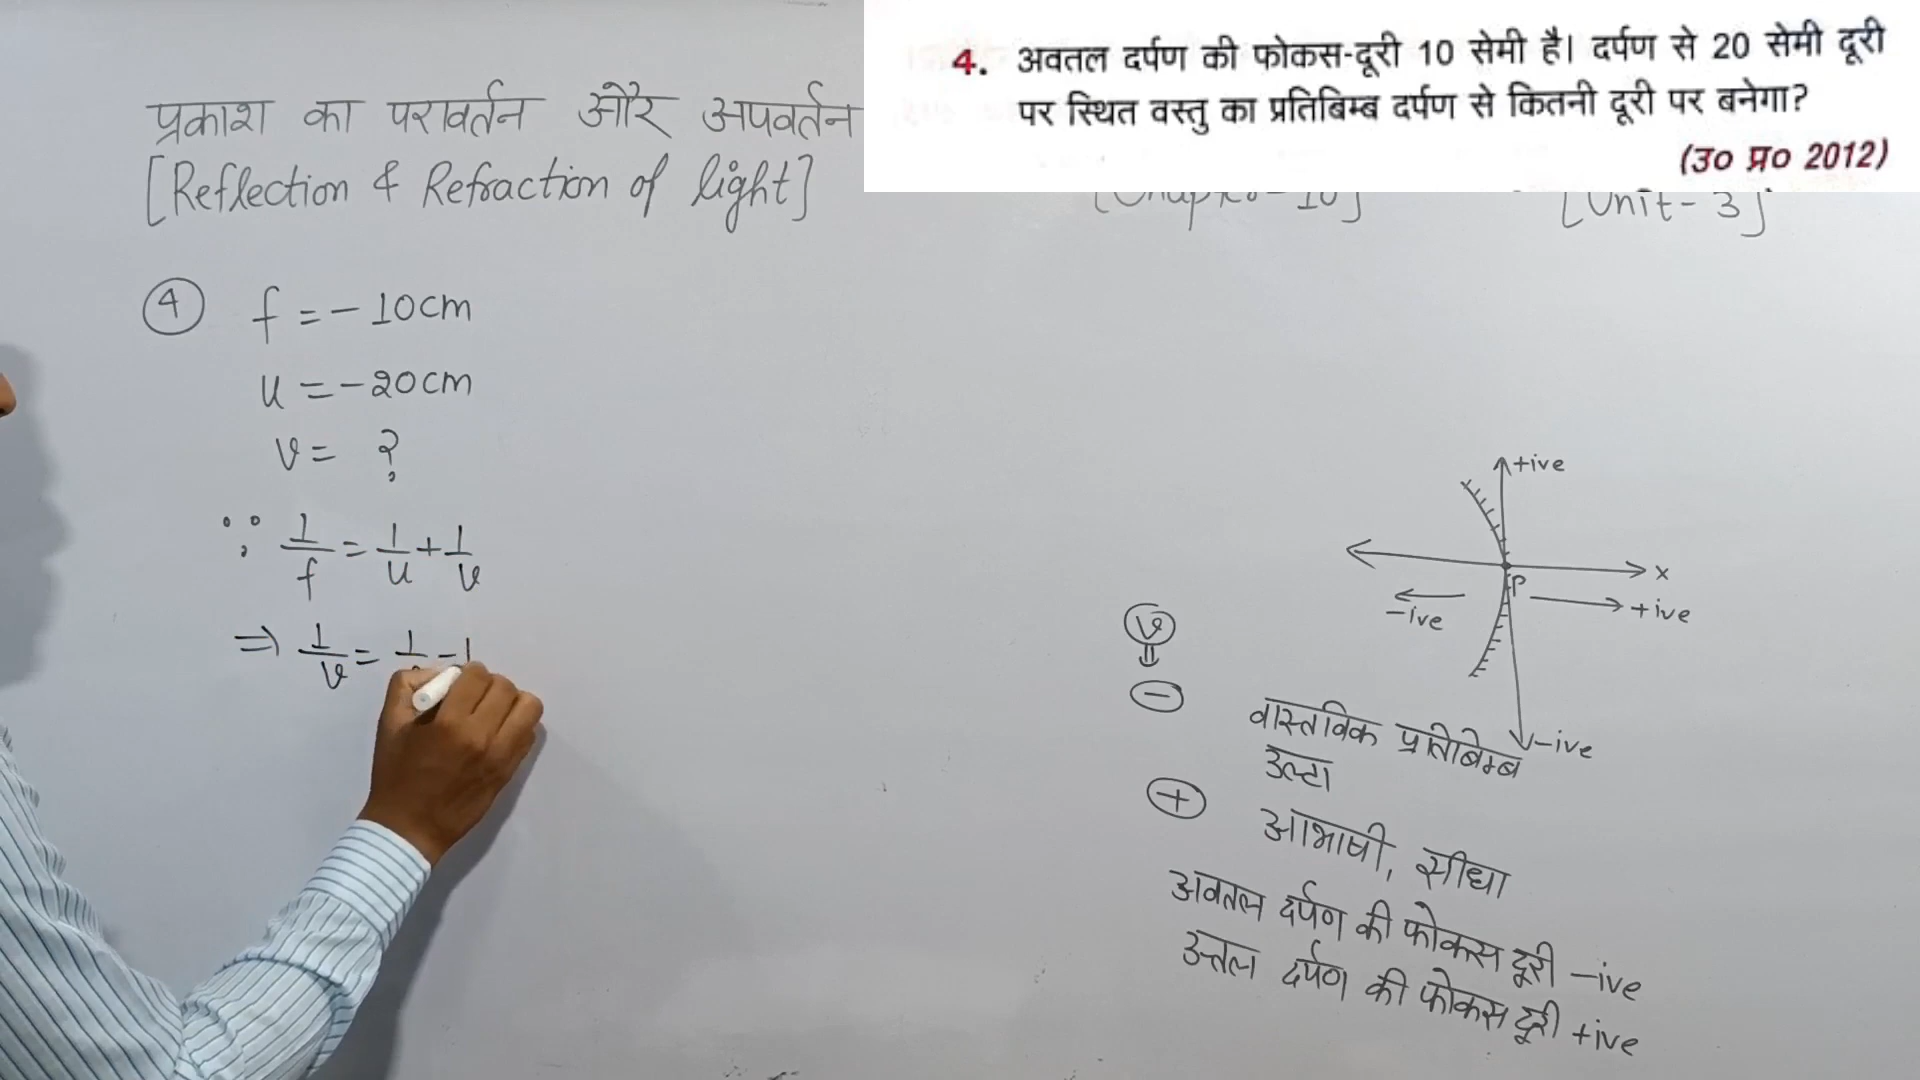 4. अवतल दर्पण की फोकस-दूरी 10 सेमी है। दर्पण से 20 सेमी दूरी
पर स्थित वस्तु का प्रतिबिम्ब दर्पण से कितनी दूरी पर बनेगा?
(उ० प्र० 2012)
प्रकाश का परावर्तन और अपवर्तन
[Reflection & Refraction of light]
[Unit-3]
④ f = - 10cm
u = - 20cm
v = ?
∵ 1/f = 1/u + 1/v
⇒ 1/v = 1/ - 1
+ive
x
P
-ive
+ive
-ive
v
⇓
⊖ वास्तविक प्रतिबिम्ब
उल्टा
⊕ आभाषी, सीधा
अवतल दर्पण की फोकस दूरी -ive
उत्तल दर्पण की फोकस दूरी +ive